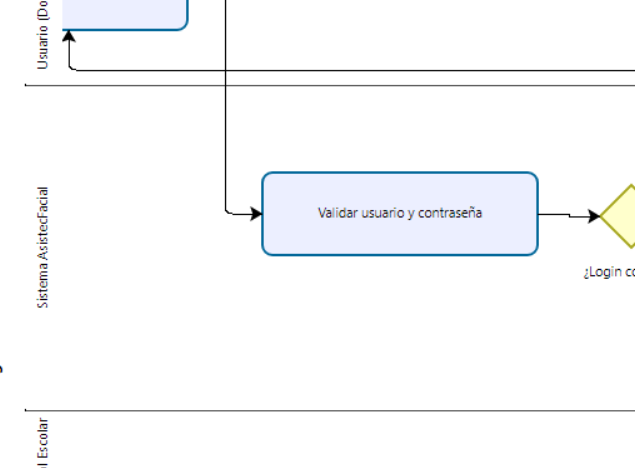 Usuario (Do
Validar usuario y contraseña
Sistema AsistecFacial
¿Login co
l Escolar